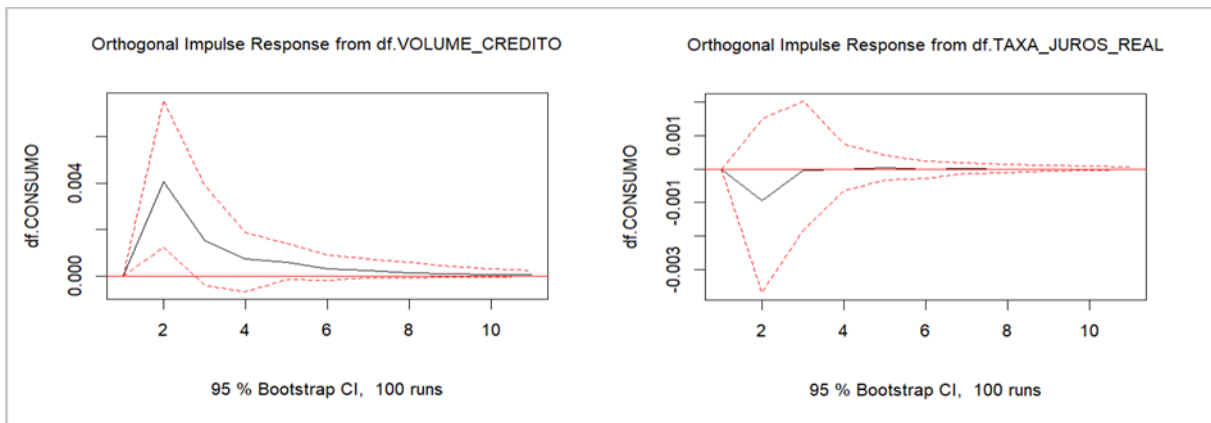 Orthogonal Impulse Response from df.VOLUME_CREDITO
df.CONSUMO
0.004
0.000
2 4 6 8 10
95 % Bootstrap CI, 100 runs
Orthogonal Impulse Response from df.TAXA_JUROS_REAL
df.CONSUMO
0.001
-0.001
-0.003
2 4 6 8 10
95 % Bootstrap CI, 100 runs